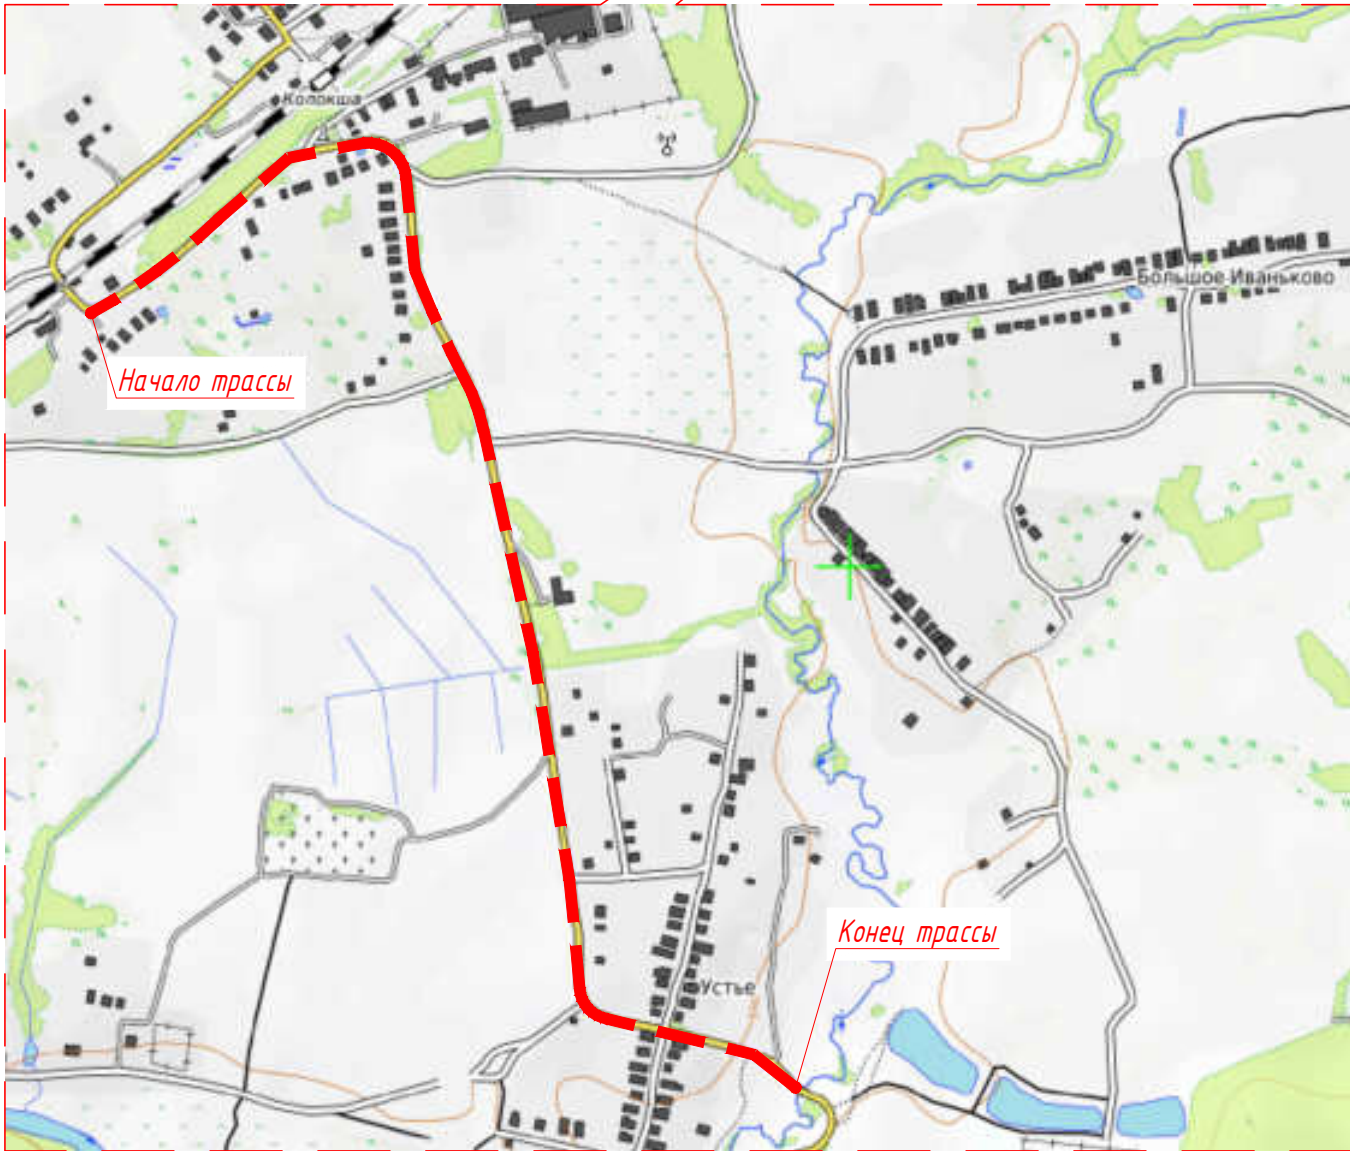 Колокша
Большое Иваньково
Начало трассы
Конец трассы
Устье